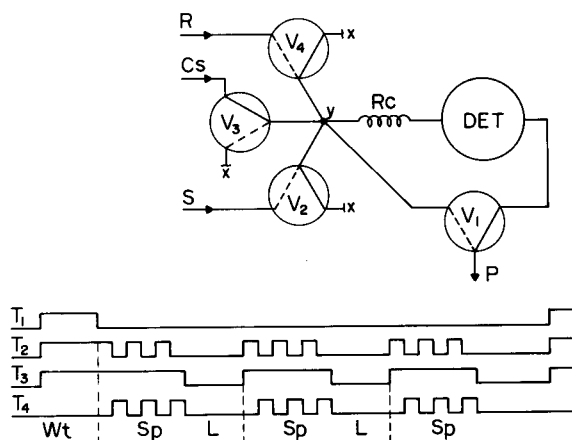 R
V4
x
Cs
V3
x
y
Rc
DET
S
V2
x
V1
P
T1
T2
T3
T4
Wt Sp L Sp L Sp